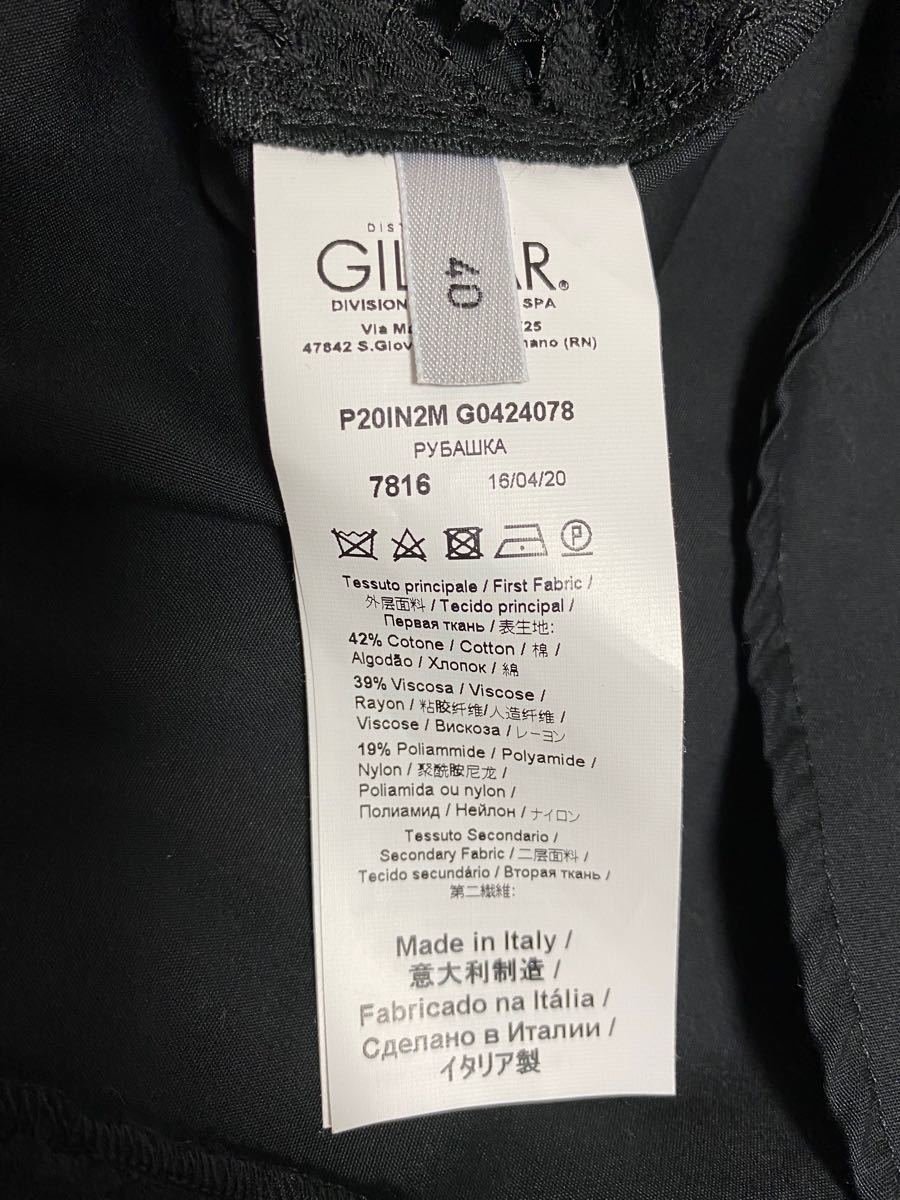 DIST
GIL AR®
DIVISION SPA
Via Ma 25
47842 S.Giov nano (RN)
40
P20IN2M G0424078
РУБАШКА
7816 16/04/20
P
Tessuto principale / First Fabric /
外层面料 / Tecido principal /
Первая ткань / 表生地:
42% Cotone / Cotton / 棉 /
Algodão / Хлопок / 綿
39% Viscosa / Viscose /
Rayon / 粘胶纤维/人造纤维 /
Viscose / Вискоза / レーヨン
19% Poliammide / Polyamide /
Nylon / 聚酰胺尼龙 /
Poliamida ou nylon /
Полиамид / Нейлон / ナイロン
Tessuto Secondario /
Secondary Fabric / 二层面料 /
Tecido secundário / Вторая ткань /
第二繊維:
Made in Italy /
意大利制造 /
Fabricado na Itália /
Сделано в Италии /
イタリア製